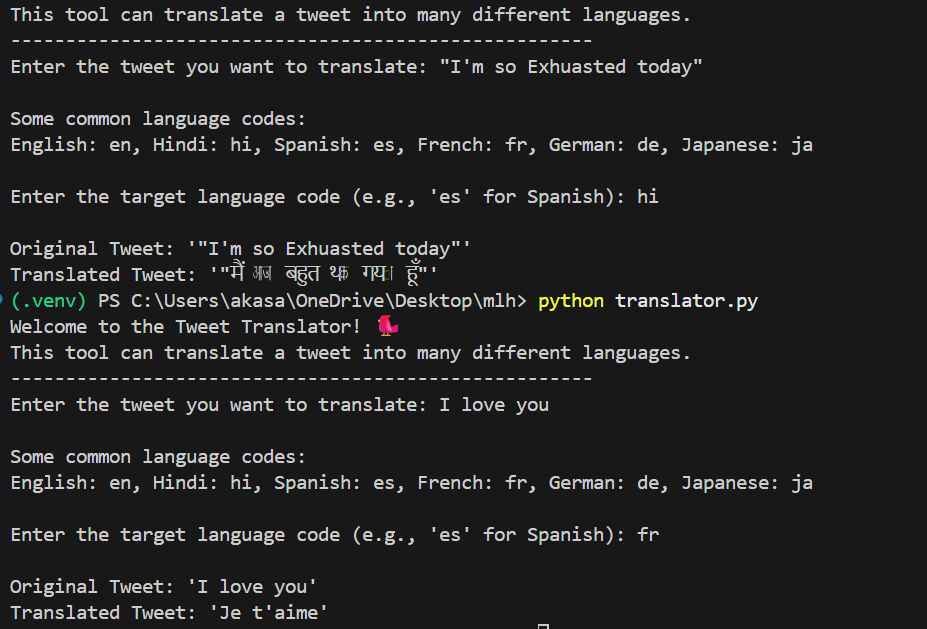 This tool can translate a tweet into many different languages.
-----------------------------------------------------
Enter the tweet you want to translate: "I'm so Exhuasted today"
Some common language codes:
English: en, Hindi: hi, Spanish: es, French: fr, German: de, Japanese: ja
Enter the target language code (e.g., 'es' for Spanish): hi
Original Tweet: '"I'm so Exhuasted today"'
Translated Tweet: '"मैं आज बहुत थक गया हूँ"'
(.venv) PS C:\Users\akasa\OneDrive\Desktop\mlh> python translator.py
Welcome to the Tweet Translator! 🐦
This tool can translate a tweet into many different languages.
-----------------------------------------------------
Enter the tweet you want to translate: I love you
Some common language codes:
English: en, Hindi: hi, Spanish: es, French: fr, German: de, Japanese: ja
Enter the target language code (e.g., 'es' for Spanish): fr
Original Tweet: 'I love you'
Translated Tweet: 'Je t'aime'